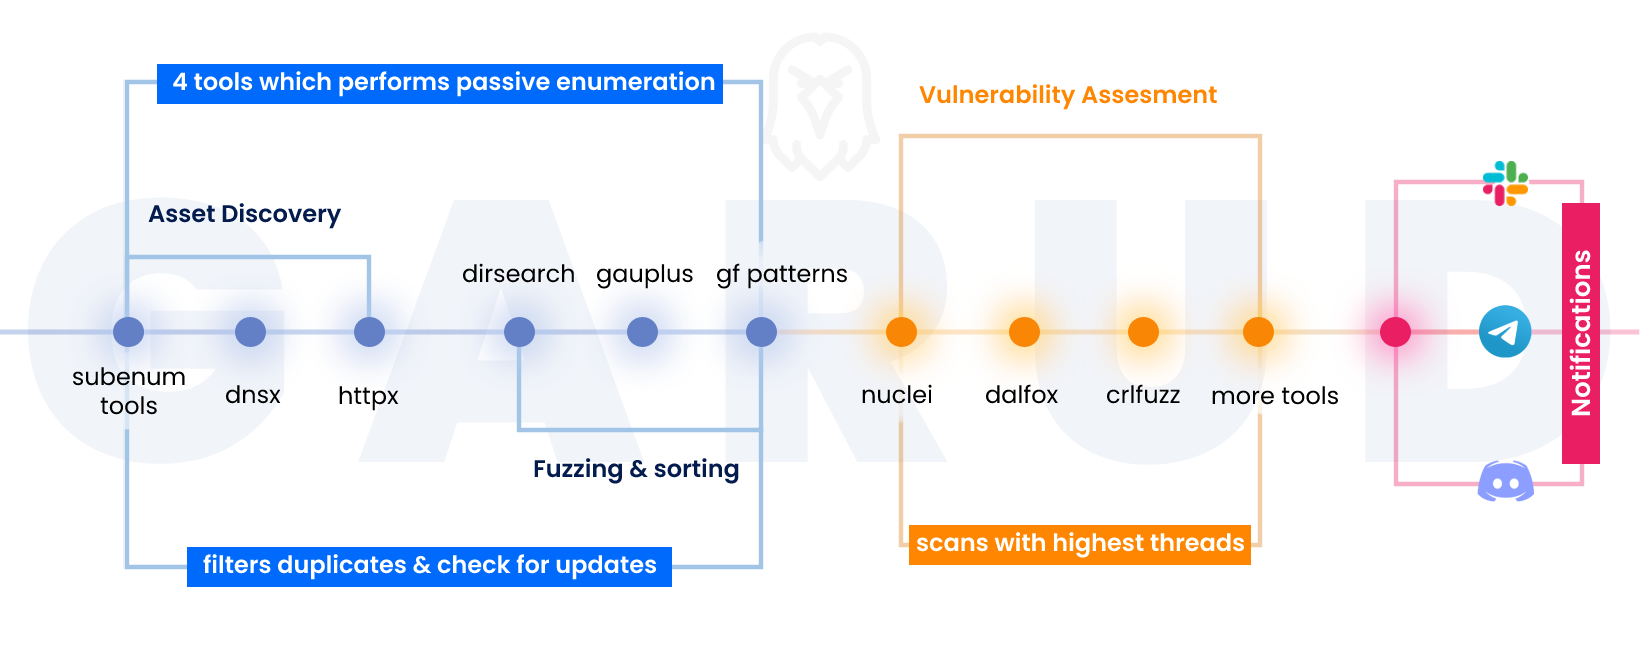 4 tools which performs passive enumeration
Vulnerability Assesment
Asset Discovery
dirsearch
gauplus
gf patterns
GARUD
subenum
tools
dnsx
httpx
nuclei
dalfox
crlfuzz
more tools
Notifications
Fuzzing & sorting
scans with highest threads
filters duplicates & check for updates